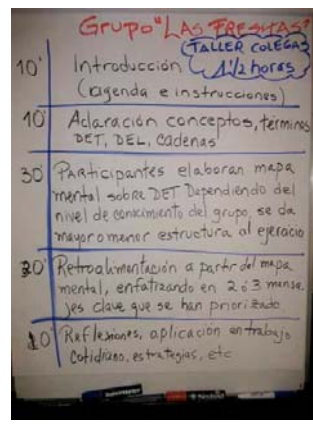 Grupo "LAS FRESITAS"
(TALLER COLEGAS
1 1/2 horas
10' Introducción
(agenda e instrucciones)
10' Aclaración conceptos, términos
DET, DEL, cadenas
30' PARticipantes elaboran mapa
mental sobre DET Dependiendo del
nivel de conocimiento del grupo, se da
mayor o menor estructura al ejercicio
20' Retroalimentación a partir del mapa
mental, enfatizando en 2 ó 3 mensa
jes clave que se han priorizado
10' Reflexiones, aplicación en trabajo
cotidiano, estrategias, etc